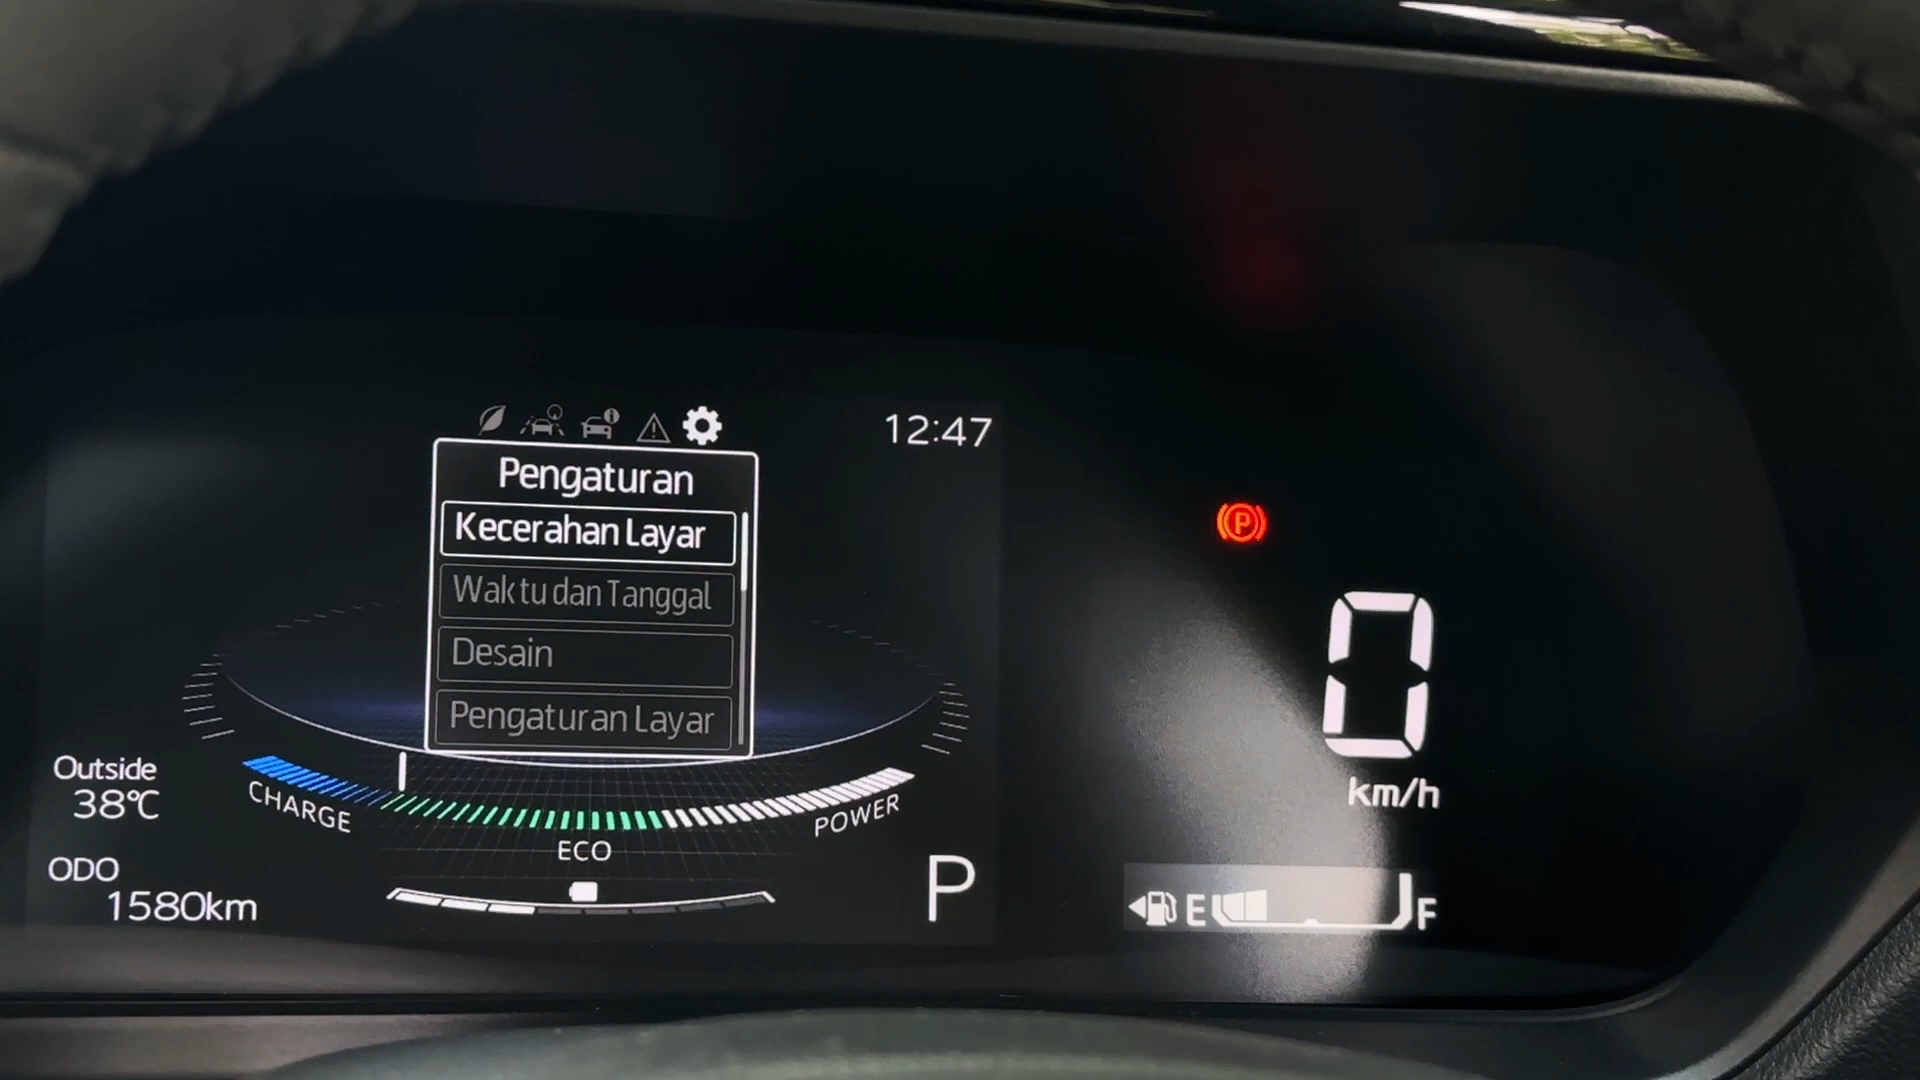 12:47
Pengaturan
Kecerahan Layar
Waktu dan Tanggal
Desain
Pengaturan Layar
P
0
km/h
Outside
38°C
CHARGE
ECO
POWER
ODO
1580km
P
E
F